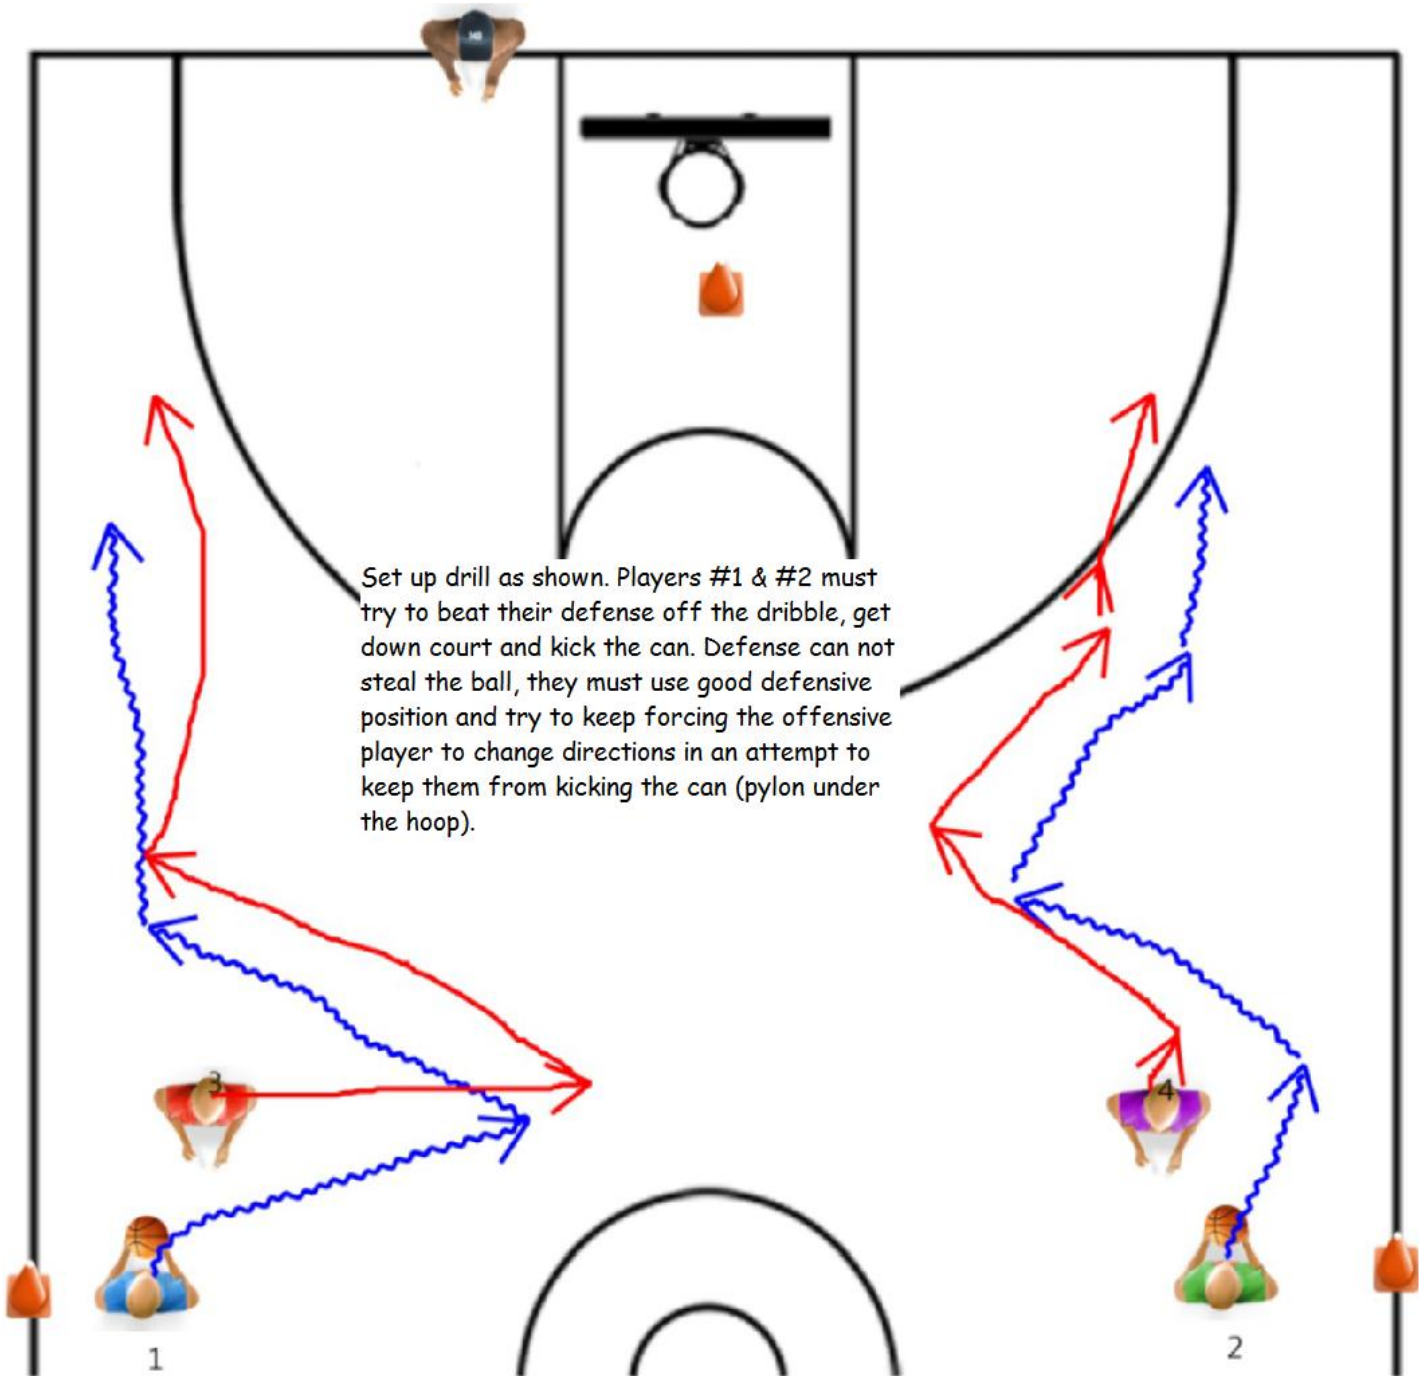 Set up drill as shown. Players #1 & #2 must
try to beat their defense off the dribble, get
down court and kick the can. Defense can not
steal the ball, they must use good defensive
position and try to keep forcing the offensive
player to change directions in an attempt to
keep them from kicking the can (pylon under
the hoop).
3
4
1
2